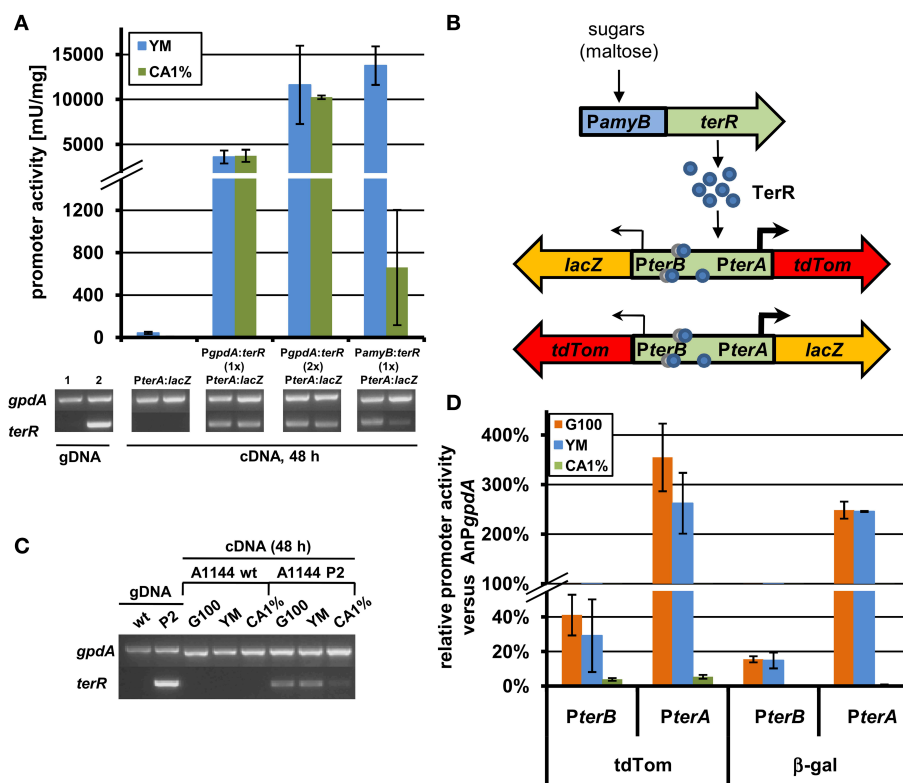 A
YM
CA1%
promoter activity [mU/mg]
15000
10000
5000
1200
800
400
0
PgpdA:terR PgpdA:terR PamyB:terR
(1x) (2x) (1x)
1 2 PterA:lacZ PterA:lacZ PterA:lacZ PterA:lacZ
gpdA
terR
gDNA cDNA, 48 h
B
sugars
(maltose)
PamyB terR
TerR
lacZ PterB PterA tdTom
tdTom PterB PterA lacZ
C
cDNA (48 h)
A1144 wt A1144 P2
gDNA
wt P2 G100 YM CA1% G100 YM CA1%
gpdA
terR
D
G100
YM
CA1%
relative promoter activity
versus AnPgpdA
400%
300%
200%
100%
40%
20%
0%
PterB PterA PterB PterA
tdTom β-gal